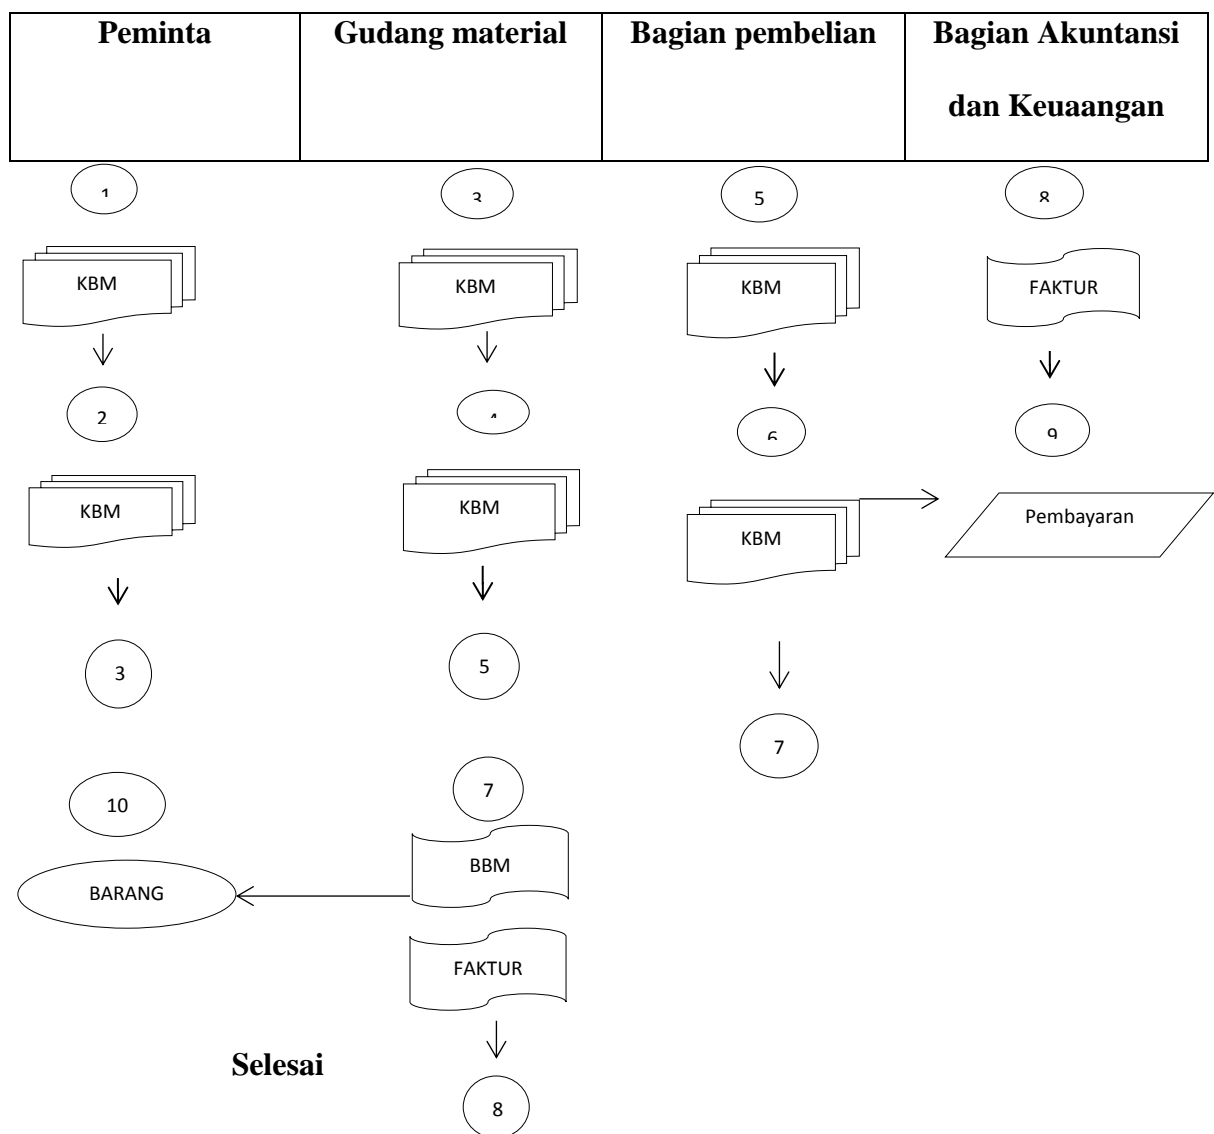 Peminta
Gudang material
Bagian pembelian
Bagian Akuntansi
dan Keuaangan
1
3
5
8
KBM
KBM
KBM
FAKTUR
2
4
6
9
KBM
KBM
KBM
Pembayaran
3
5
7
10
7
BARANG
BBM
FAKTUR
Selesai
8